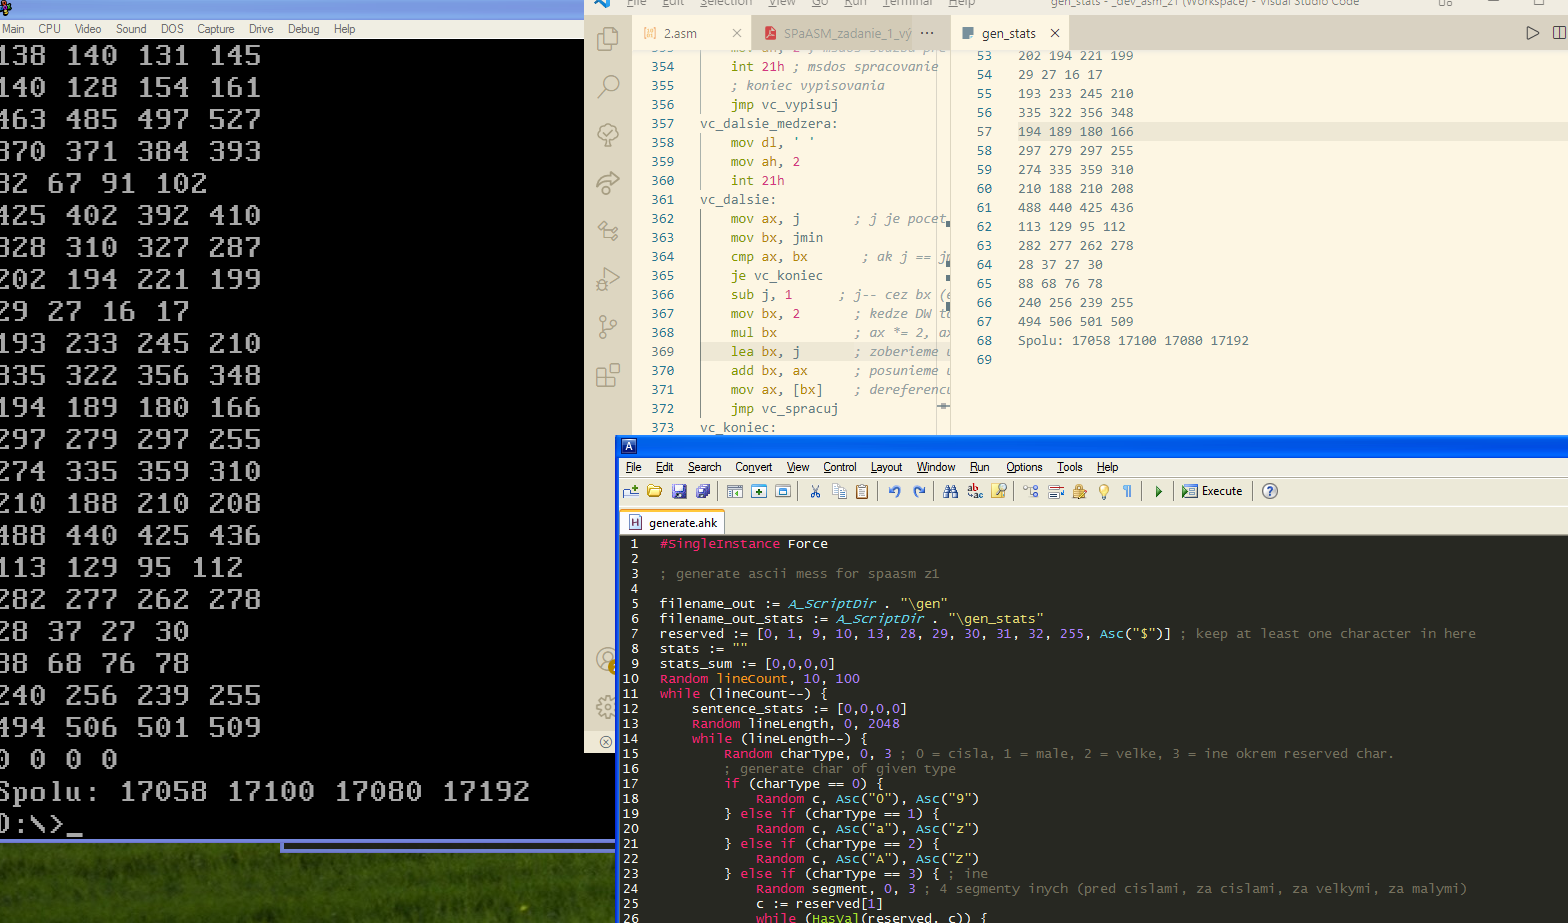 Main CPU Video Sound DOS Capture Drive Debug Help
138 140 131 145
140 128 154 161
463 485 497 527
370 371 384 393
82 67 91 102
425 402 392 410
328 310 327 287
202 194 221 199
29 27 16 17
193 233 245 210
335 322 356 348
194 189 180 166
297 279 297 255
274 335 359 310
210 188 210 208
488 440 425 436
113 129 95 112
282 277 262 278
28 37 27 30
88 68 76 78
240 256 239 255
494 506 501 509
0 0 0 0
Spolu: 17058 17100 17080 17192
D:\>_
File Edit Selection View Go Run Terminal Help
gen_stats - _dev_asm_z1 (Workspace) - Visual Studio Code
2.asm
SPaASM_zadanie_1_vý
gen_stats
354 int 21h ; msdos spracovanie
355 ; koniec vypisovania
356 jmp vc_vypisuj
357 vc_dalsie_medzera:
358 mov dl, ' '
359 mov ah, 2
360 int 21h
361 vc_dalsie:
362 mov ax, j ; j je pocet
363 mov bx, jmin
364 cmp ax, bx ; ak j == j
365 je vc_koniec
366 sub j, 1 ; j-- cez bx (
367 mov bx, 2 ; kedze DW t
368 mul bx ; ax *= 2, a
369 lea bx, j ; zoberieme
370 add bx, ax ; posunieme
371 mov ax, [bx] ; dereferenc
372 jmp vc_spracuj
373 vc_koniec:
53 202 194 221 199
54 29 27 16 17
55 193 233 245 210
56 335 322 356 348
57 194 189 180 166
58 297 279 297 255
59 274 335 359 310
60 210 188 210 208
61 488 440 425 436
62 113 129 95 112
63 282 277 262 278
64 28 37 27 30
65 88 68 76 78
66 240 256 239 255
67 494 506 501 509
68 Spolu: 17058 17100 17080 17192
69
File Edit Search Convert View Control Layout Window Run Options Tools Help
Execute
generate.ahk
1 #SingleInstance Force
2
3 ; generate ascii mess for spaasm z1
4
5 filename_out := A_ScriptDir . "\gen"
6 filename_out_stats := A_ScriptDir . "\gen_stats"
7 reserved := [0, 1, 9, 10, 13, 28, 29, 30, 31, 32, 255, Asc("$")] ; keep at least one character in here
8 stats := ""
9 stats_sum := [0,0,0,0]
10 Random lineCount, 10, 100
11 while (lineCount--) {
12 sentence_stats := [0,0,0,0]
13 Random lineLength, 0, 2048
14 while (lineLength--) {
15 Random charType, 0, 3 ; 0 = cisla, 1 = male, 2 = velke, 3 = ine okrem reserved char.
16 ; generate char of given type
17 if (charType == 0) {
18 Random c, Asc("0"), Asc("9")
19 } else if (charType == 1) {
20 Random c, Asc("a"), Asc("z")
21 } else if (charType == 2) {
22 Random c, Asc("A"), Asc("Z")
23 } else if (charType == 3) { ; ine
24 Random segment, 0, 3 ; 4 segmenty inych (pred cislami, za cislami, za velkymi, za malymi)
25 c := reserved[1]
26 while (HasVal(reserved, c)) {